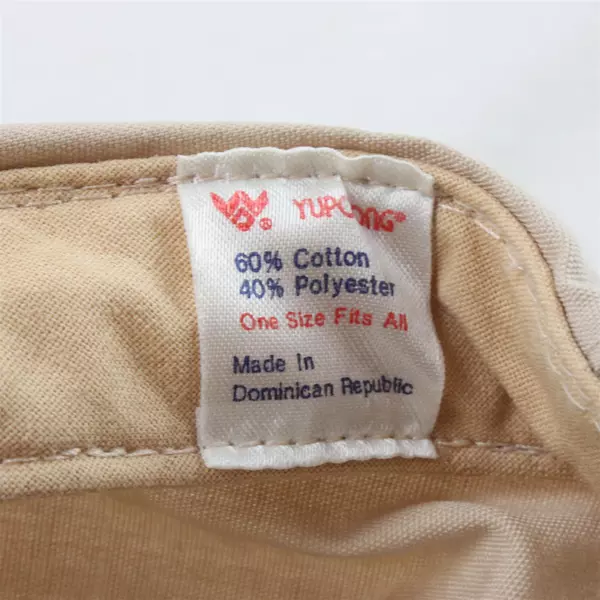 YUPOONG®
60% Cotton
40% Polyester
One Size Fits All
Made In
Dominican Republic